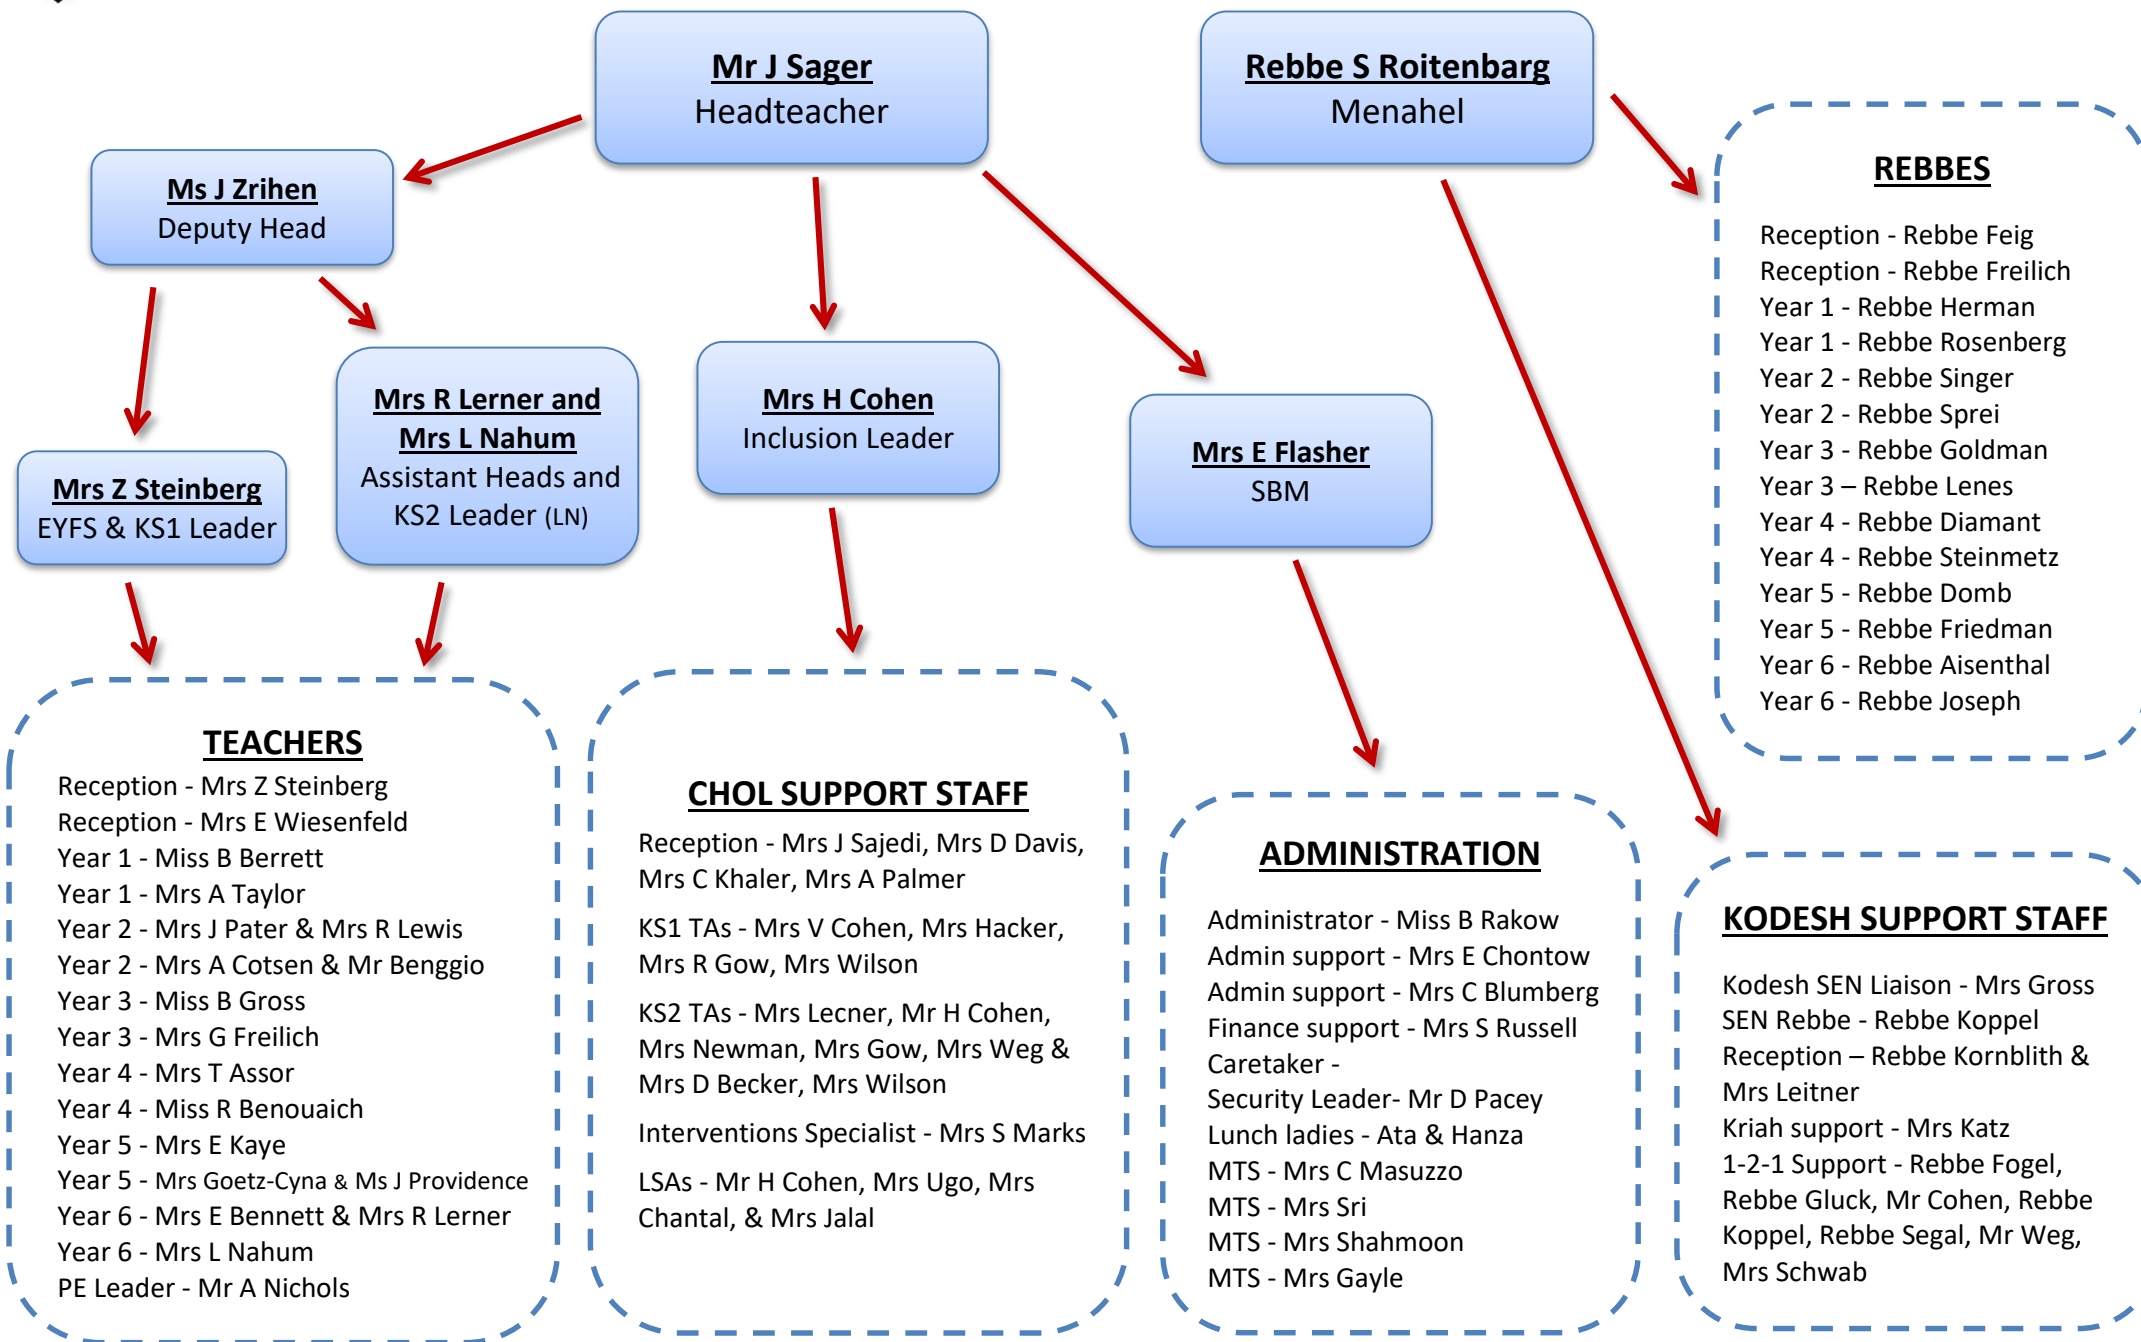 Mr J Sager
Headteacher
Rebbe S Roitenbarg
Menahel
Ms J Zrihen
Deputy Head
Mrs Z Steinberg
EYFS & KS1 Leader
Mrs R Lerner and
Mrs L Nahum
Assistant Heads and
KS2 Leader (LN)
Mrs H Cohen
Inclusion Leader
Mrs E Flasher
SBM
REBBES
Reception - Rebbe Feig
Reception - Rebbe Freilich
Year 1 - Rebbe Herman
Year 1 - Rebbe Rosenberg
Year 2 - Rebbe Singer
Year 2 - Rebbe Sprei
Year 3 - Rebbe Goldman
Year 3 – Rebbe Lenes
Year 4 - Rebbe Diamant
Year 4 - Rebbe Steinmetz
Year 5 - Rebbe Domb
Year 5 - Rebbe Friedman
Year 6 - Rebbe Aisenthal
Year 6 - Rebbe Joseph
TEACHERS
Reception - Mrs Z Steinberg
Reception - Mrs E Wiesenfeld
Year 1 - Miss B Berrett
Year 1 - Mrs A Taylor
Year 2 - Mrs J Pater & Mrs R Lewis
Year 2 - Mrs A Cotsen & Mr Benggio
Year 3 - Miss B Gross
Year 3 - Mrs G Freilich
Year 4 - Mrs T Assor
Year 4 - Miss R Benouaich
Year 5 - Mrs E Kaye
Year 5 - Mrs Goetz-Cyna & Ms J Providence
Year 6 - Mrs E Bennett & Mrs R Lerner
Year 6 - Mrs L Nahum
PE Leader - Mr A Nichols
CHOL SUPPORT STAFF
Reception - Mrs J Sajedi, Mrs D Davis,
Mrs C Khaler, Mrs A Palmer
KS1 TAs - Mrs V Cohen, Mrs Hacker,
Mrs R Gow, Mrs Wilson
KS2 TAs - Mrs Lecner, Mr H Cohen,
Mrs Newman, Mrs Gow, Mrs Weg &
Mrs D Becker, Mrs Wilson
Interventions Specialist - Mrs S Marks
LSAs - Mr H Cohen, Mrs Ugo, Mrs
Chantal, & Mrs Jalal
ADMINISTRATION
Administrator - Miss B Rakow
Admin support - Mrs E Chontow
Admin support - Mrs C Blumberg
Finance support - Mrs S Russell
Caretaker -
Security Leader- Mr D Pacey
Lunch ladies - Ata & Hanza
MTS - Mrs C Masuzzo
MTS - Mrs Sri
MTS - Mrs Shahmoon
MTS - Mrs Gayle
KODESH SUPPORT STAFF
Kodesh SEN Liaison - Mrs Gross
SEN Rebbe - Rebbe Koppel
Reception – Rebbe Kornblith &
Mrs Leitner
Kriah support - Mrs Katz
1-2-1 Support - Rebbe Fogel,
Rebbe Gluck, Mr Cohen, Rebbe
Koppel, Rebbe Segal, Mr Weg,
Mrs Schwab